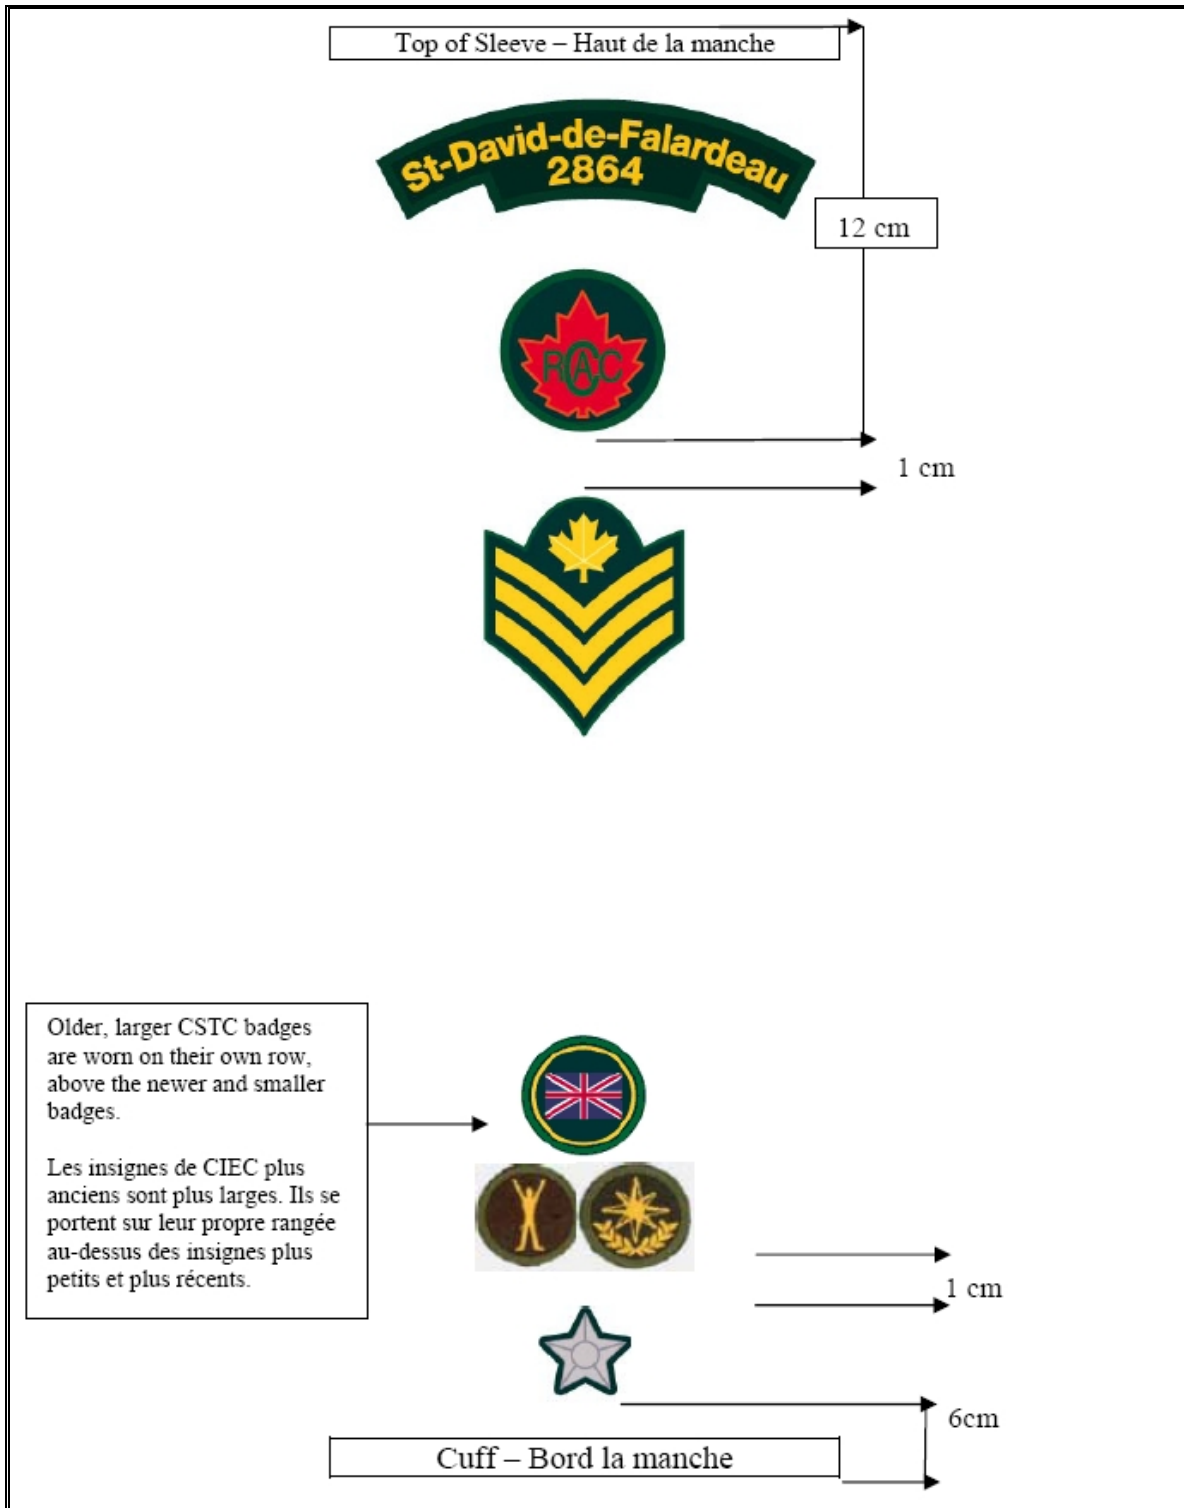 Top of Sleeve – Haut de la manche
St-David-de-Falardeau
2864
12 cm
RCAC
1 cm
Older, larger CSTC badges
are worn on their own row,
above the newer and smaller
badges.
Les insignes de CIEC plus
anciens sont plus larges. Ils se
portent sur leur propre rangée
au-dessus des insignes plus
petits et plus récents.
1 cm
6cm
Cuff – Bord la manche